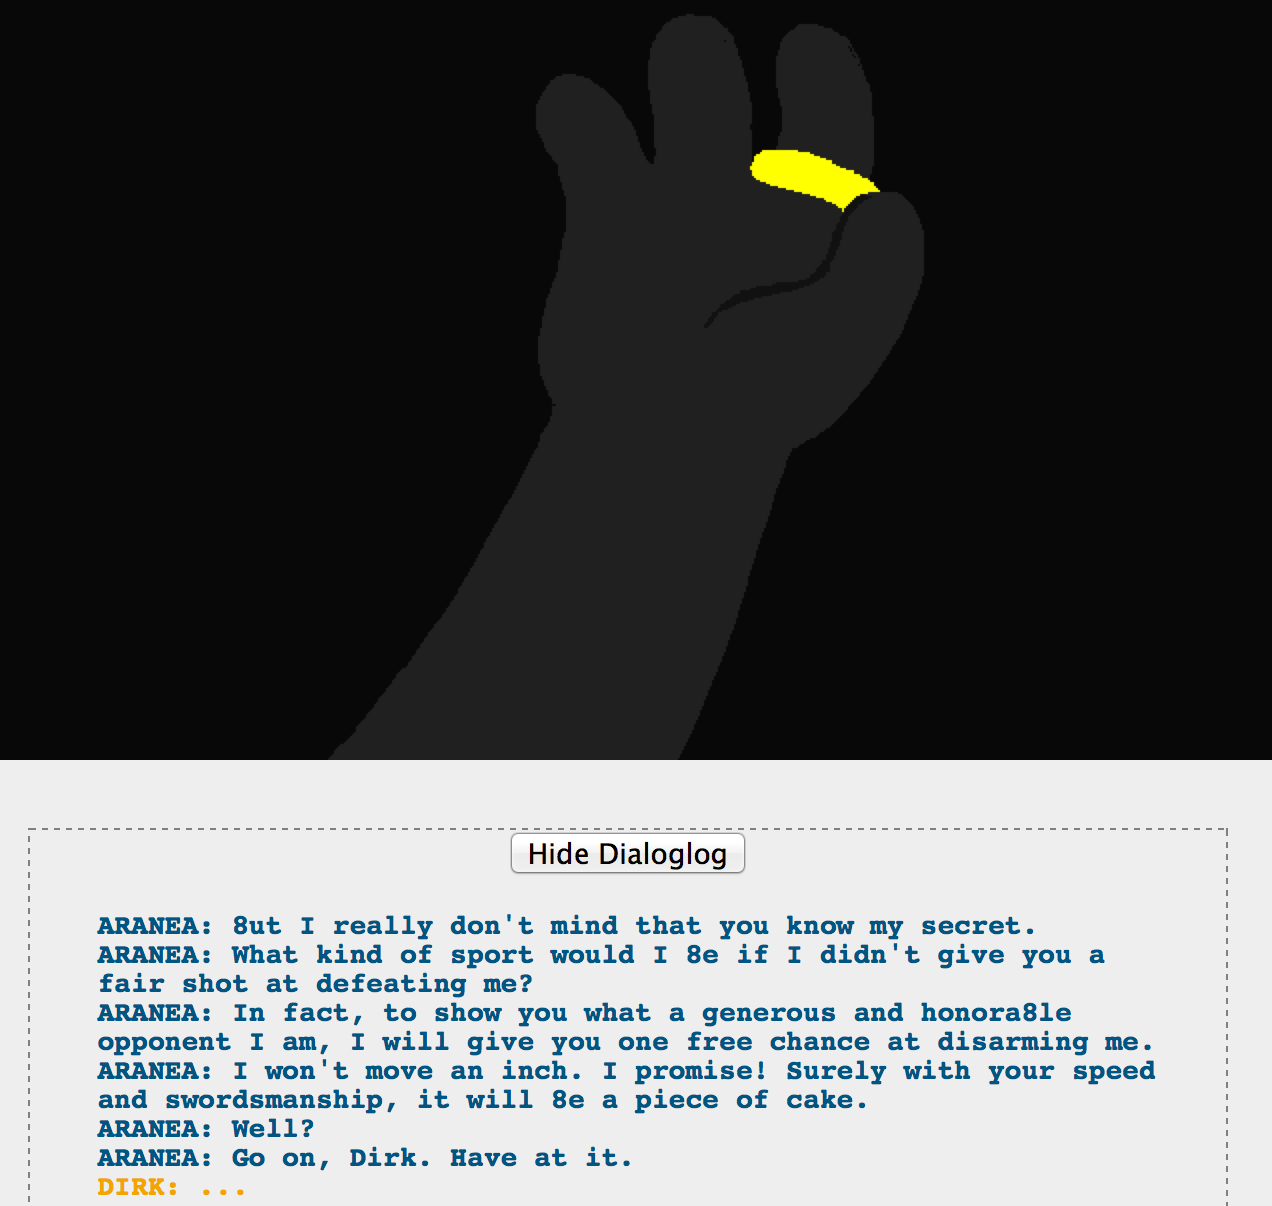 Hide Dialoglog
ARANEA: 8ut I really don't mind that you know my secret.
ARANEA: What kind of sport would I 8e if I didn't give you a
fair shot at defeating me?
ARANEA: In fact, to show you what a generous and honora8le
opponent I am, I will give you one free chance at disarming me.
ARANEA: I won't move an inch. I promise! Surely with your speed
and swordsmanship, it will 8e a piece of cake.
ARANEA: Well?
ARANEA: Go on, Dirk. Have at it.
DIRK: ...